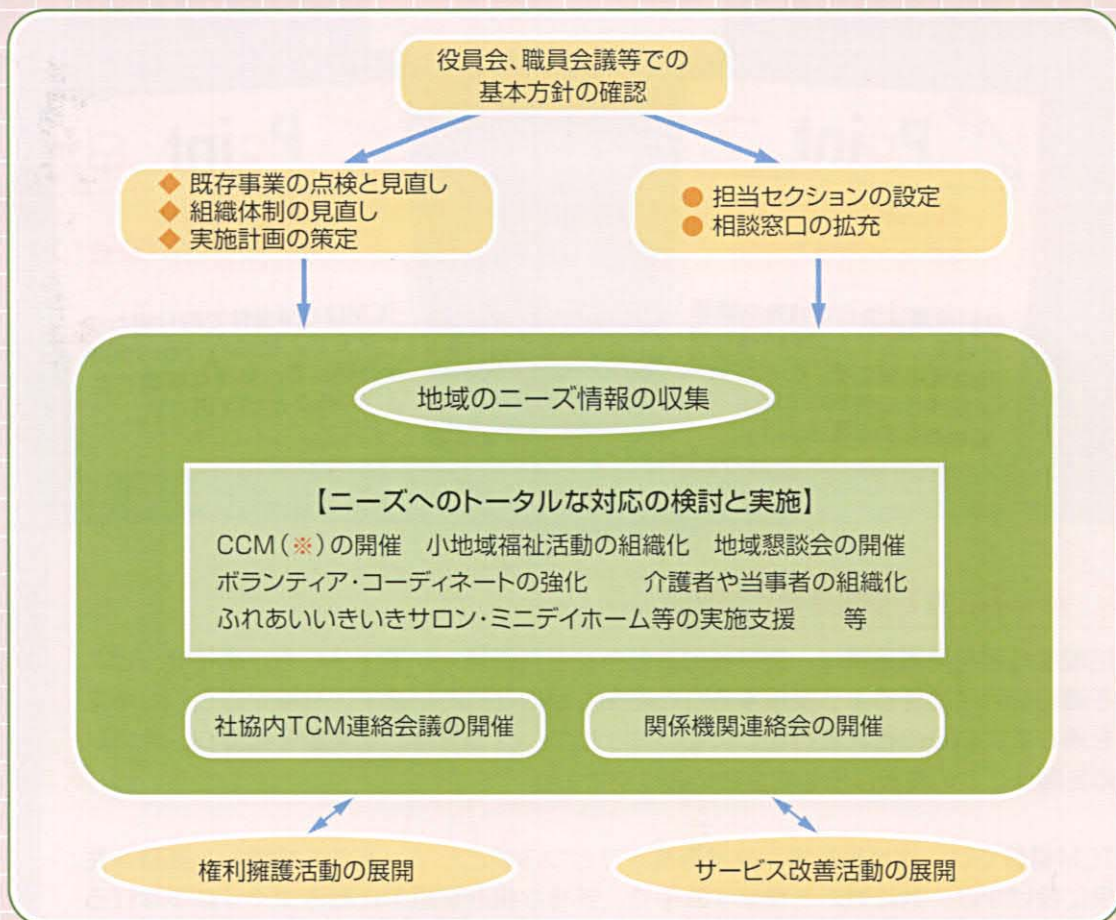 役員会、職員会議等での
基本方針の確認
◆ 既存事業の点検と見直し
◆ 組織体制の見直し
◆ 実施計画の策定
● 担当セクションの設定
● 相談窓口の拡充
地域のニーズ情報の収集
【ニーズへのトータルな対応の検討と実施】
CCM(※)の開催 小地域福祉活動の組織化 地域懇談会の開催
ボランティア・コーディネートの強化 介護者や当事者の組織化
ふれあいいきいきサロン・ミニデイホーム等の実施支援 等
社協内TCM連絡会議の開催
関係機関連絡会の開催
権利擁護活動の展開
サービス改善活動の展開